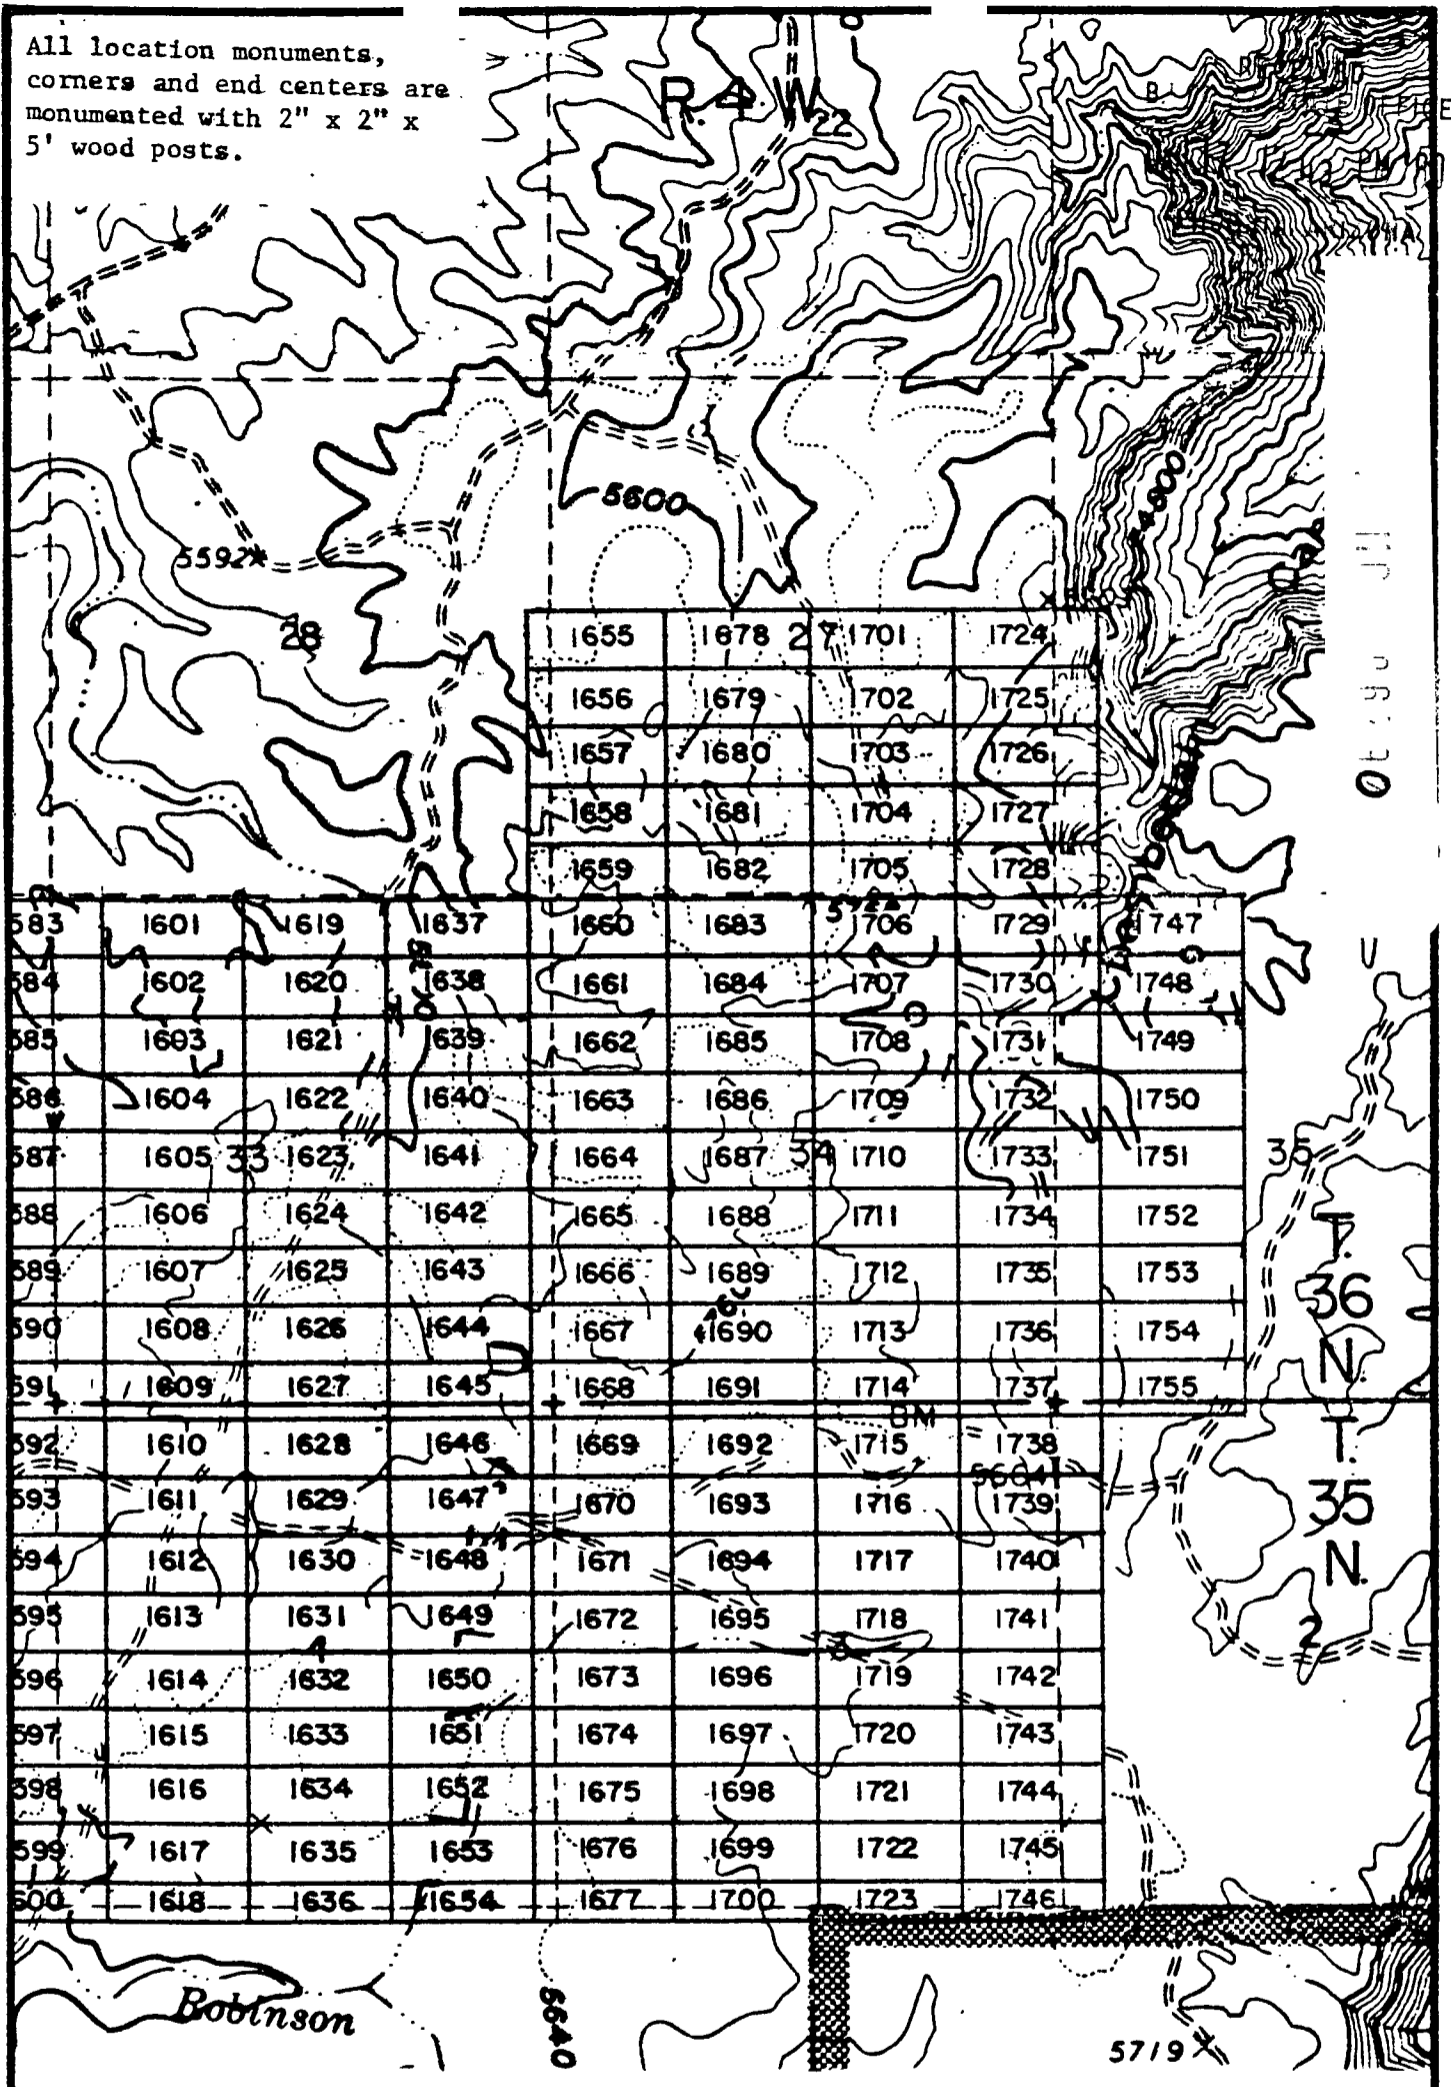 All location monuments,
corners and end centers are
monumented with 2" x 2" x
5' wood posts.
R. 4 W.
22
4800
5600
5592
28
1655 1678 27 1701 1724
1656 1679 1702 1725
1657 1680 1703 1726
1658 1681 1704 1727
1659 1682 1705 1728
583 1601 1619 1637 1660 1683 1706 1729 1747
584 1602 1620 1638 1661 1684 1707 1730 1748
585 1603 1621 1639 1662 1685 1708 1731 1749
586 1604 1622 1640 1663 1686 1709 1732 1750
587 1605 33 1623 1641 1664 1687 34 1710 1733 1751 35
588 1606 1624 1642 1665 1688 1711 1734 1752
T.
36
N.
589 1607 1625 1643 1666 1689 1712 1735 1753
590 1608 1626 1644 1667 1690 1713 1736 1754
591 1609 1627 1645 1668 1691 1714 1737 1755
BM
T.
35
N.
592 1610 1628 1646 1669 1692 1715 1738
593 1611 1629 1647 1670 1693 1716 1739
594 1612 1630 1648 1671 1694 1717 1740
595 1613 1631 1649 1672 1695 1718 1741
4 3 2
596 1614 1632 1650 1673 1696 1719 1742
597 1615 1633 1651 1674 1697 1720 1743
598 1616 1634 1652 1675 1698 1721 1744
599 1617 1635 1653 1676 1699 1722 1745
600 1618 1636 1654 1677 1700 1723 1746
Robinson
5640
5719